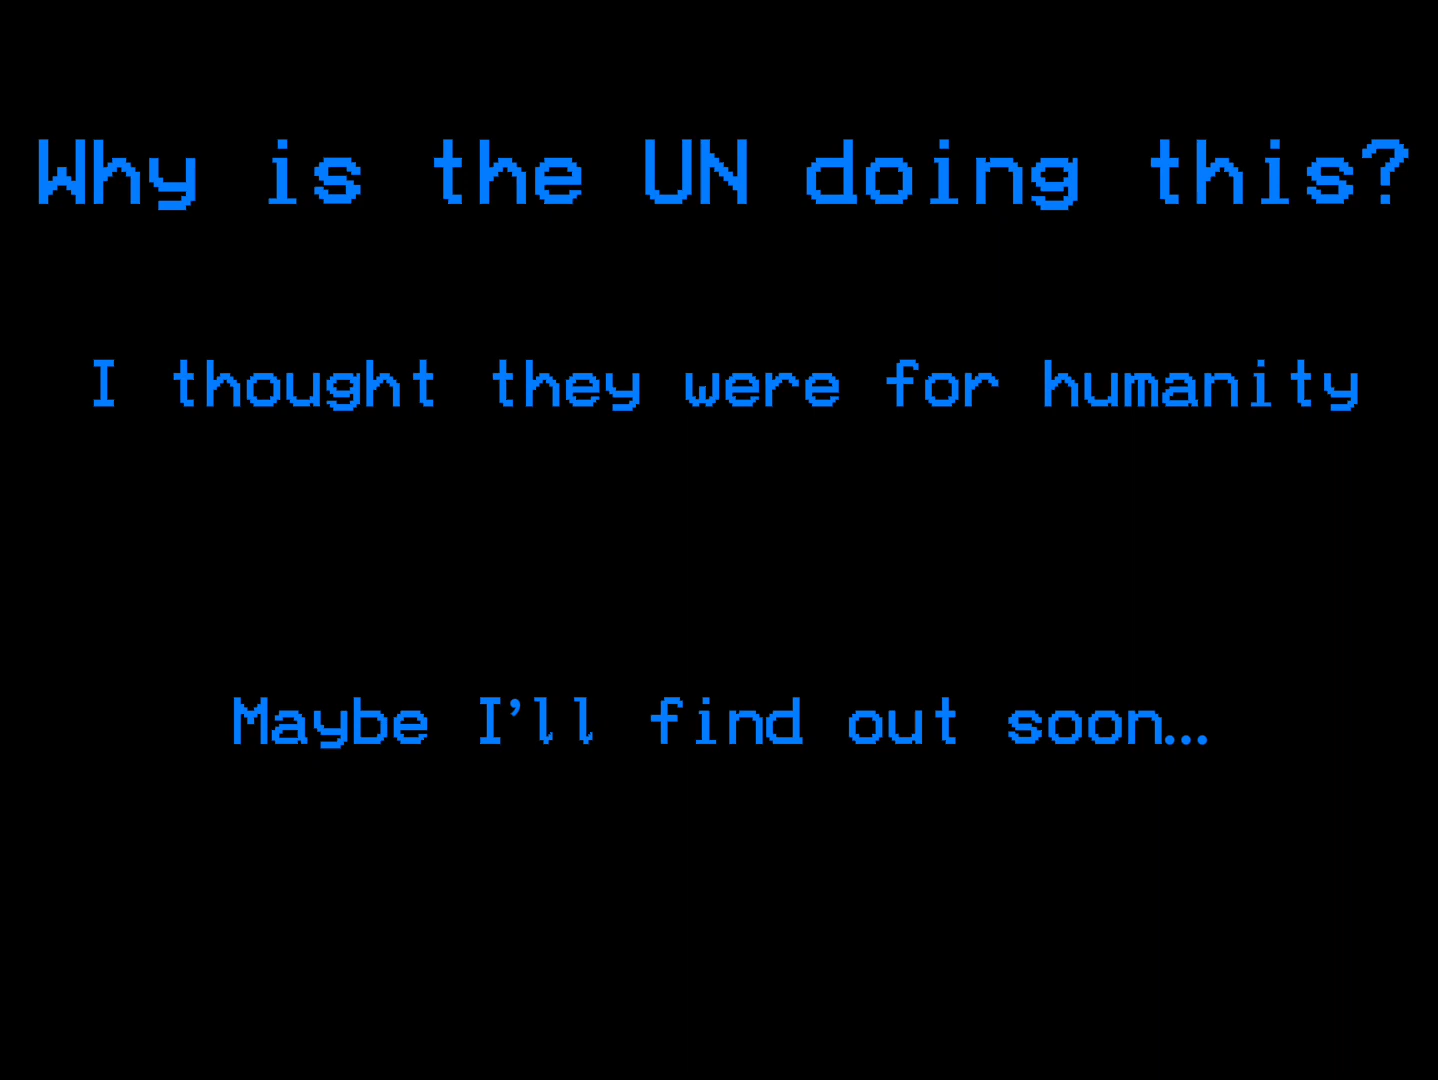 Why is the UN doing this?
I thought they were for humanity
Maybe I’ll find out soon…